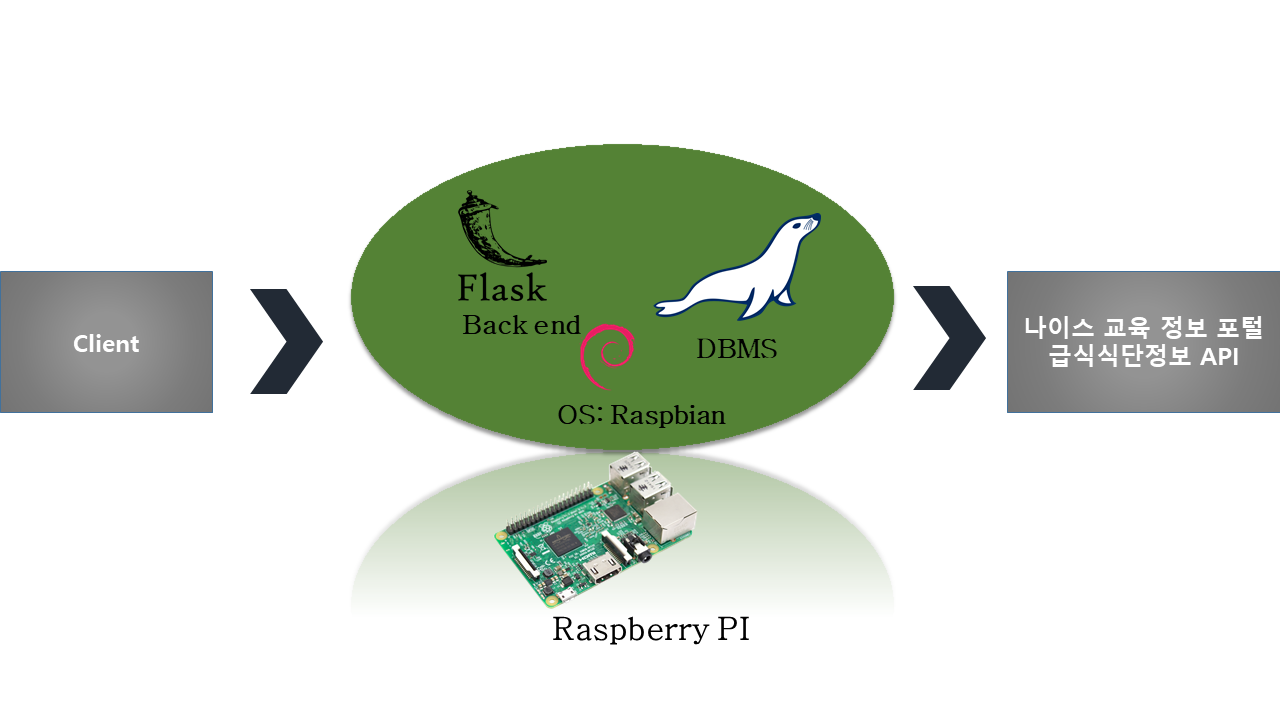 Flask
Back end
DBMS
Client
나이스 교육 정보 포털
급식식단정보 API
OS: Raspbian
Raspberry PI